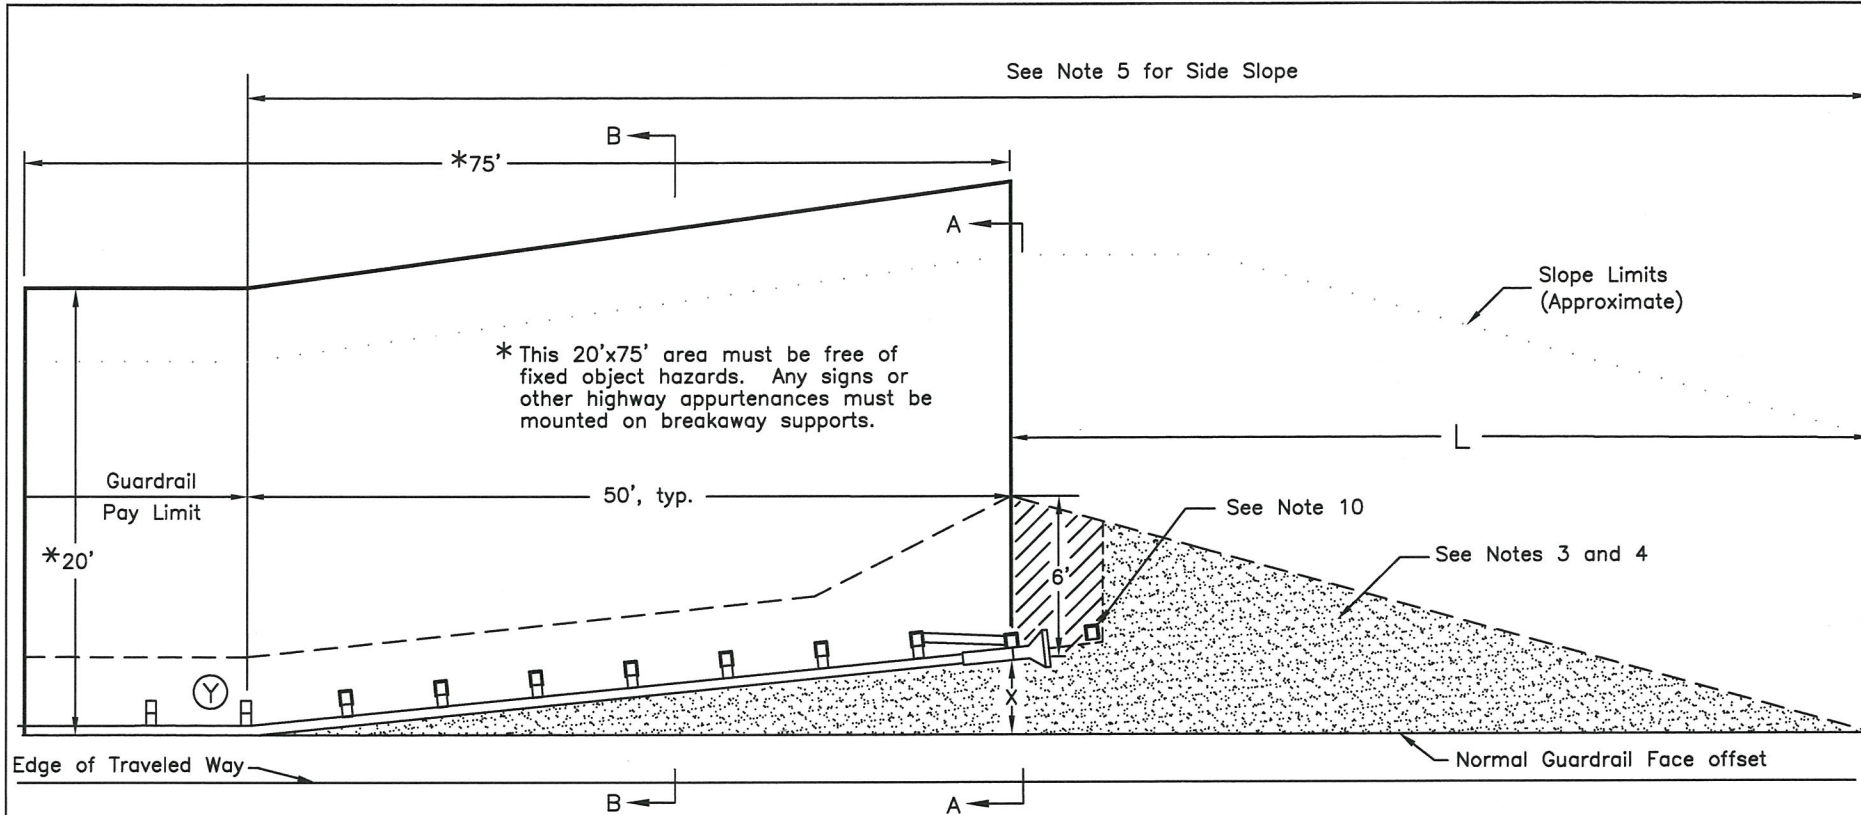 See Note 5 for Side Slope
B
*75'
A
Slope Limits
(Approximate)
* This 20'x75' area must be free of
fixed object hazards. Any signs or
other highway appurtenances must be
mounted on breakaway supports.
L
Guardrail
Pay Limit
50', typ.
See Note 10
*20'
6'
See Notes 3 and 4
Y
X
Edge of Traveled Way
Normal Guardrail Face offset
B
A